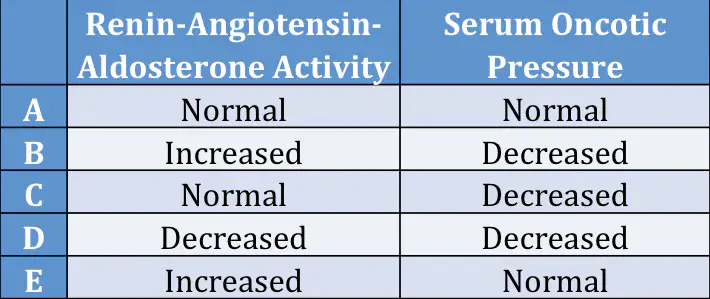 Renin-Angiotensin- Serum Oncotic
Aldosterone Activity Pressure
A Normal Normal
B Increased Decreased
C Normal Decreased
D Decreased Decreased
E Increased Normal